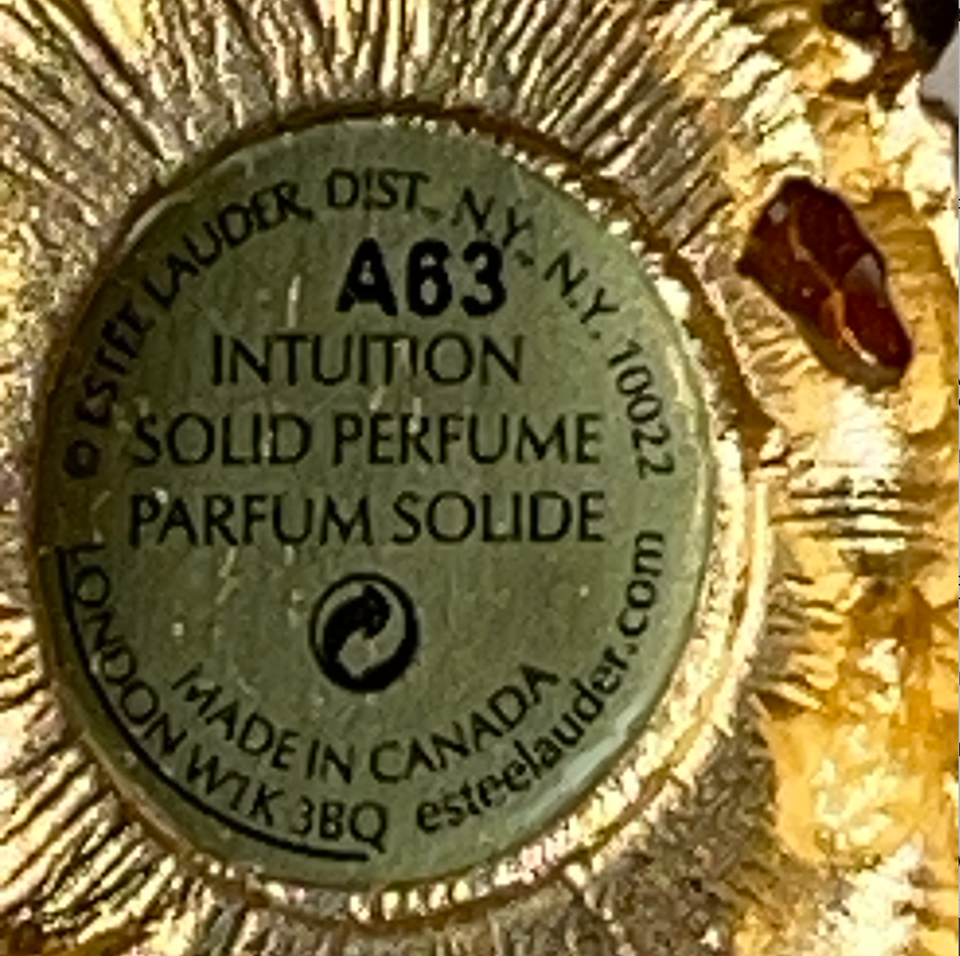 © ESTEE LAUDER, DIST. N.Y., N.Y. 10022
A63
INTUITION
SOLID PERFUME
PARFUM SOLIDE
MADE IN CANADA
LONDON W1K 3BQ esteelauder.com